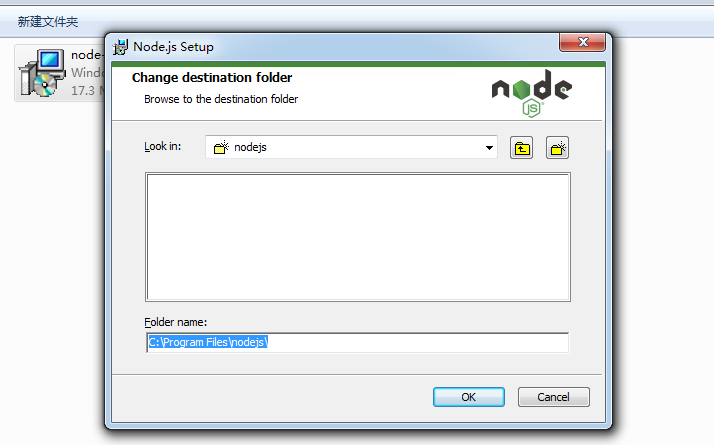 新建文件夹
node-
Windo
17.3 M
Node.js Setup
Change destination folder
Browse to the destination folder
node
JS
Look in:
nodejs
Folder name:
C:\Program Files\nodejs\
OK
Cancel